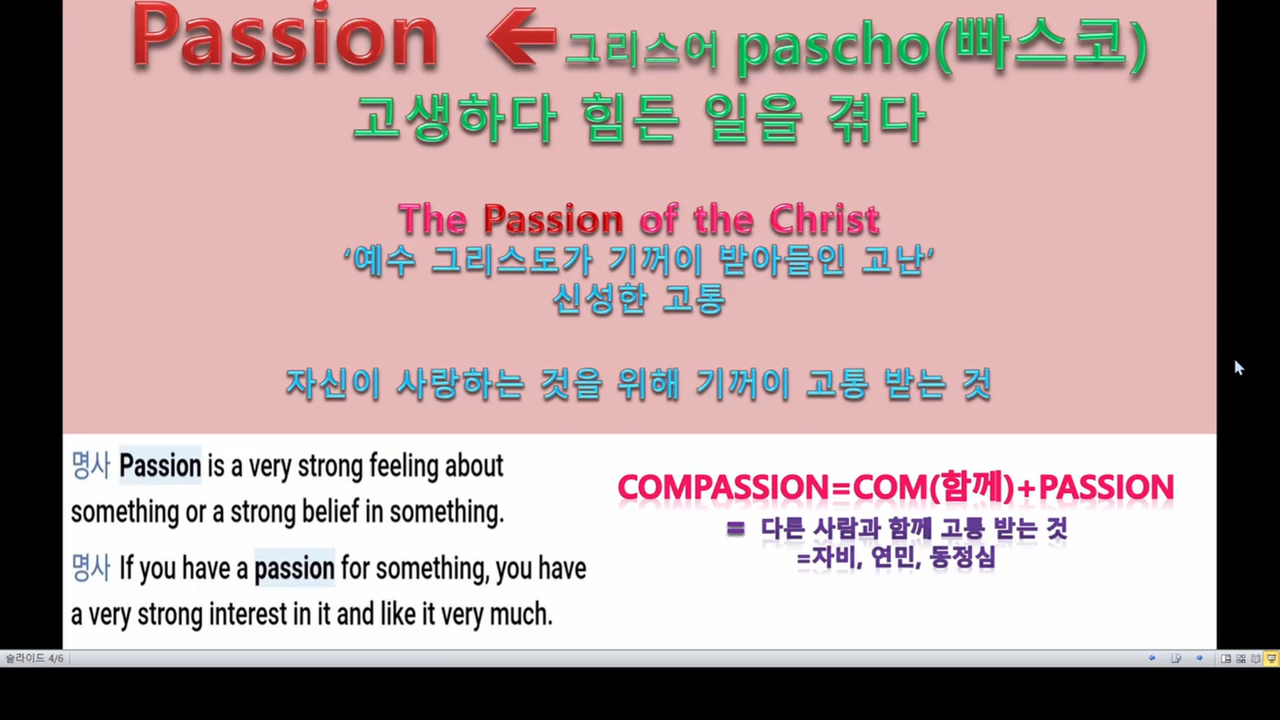 Passion ← 그리스어 pascho(빠스코)
고생하다 힘든 일을 겪다
The Passion of the Christ
‘예수 그리스도가 기꺼이 받아들인 고난’
신성한 고통
자신이 사랑하는 것을 위해 기꺼이 고통 받는 것
명사 Passion is a very strong feeling about
something or a strong belief in something.
명사 If you have a passion for something, you have
a very strong interest in it and like it very much.
COMPASSION=COM(함께)+PASSION
= 다른 사람과 함께 고통 받는 것
=자비, 연민, 동정심
슬라이드 4/6